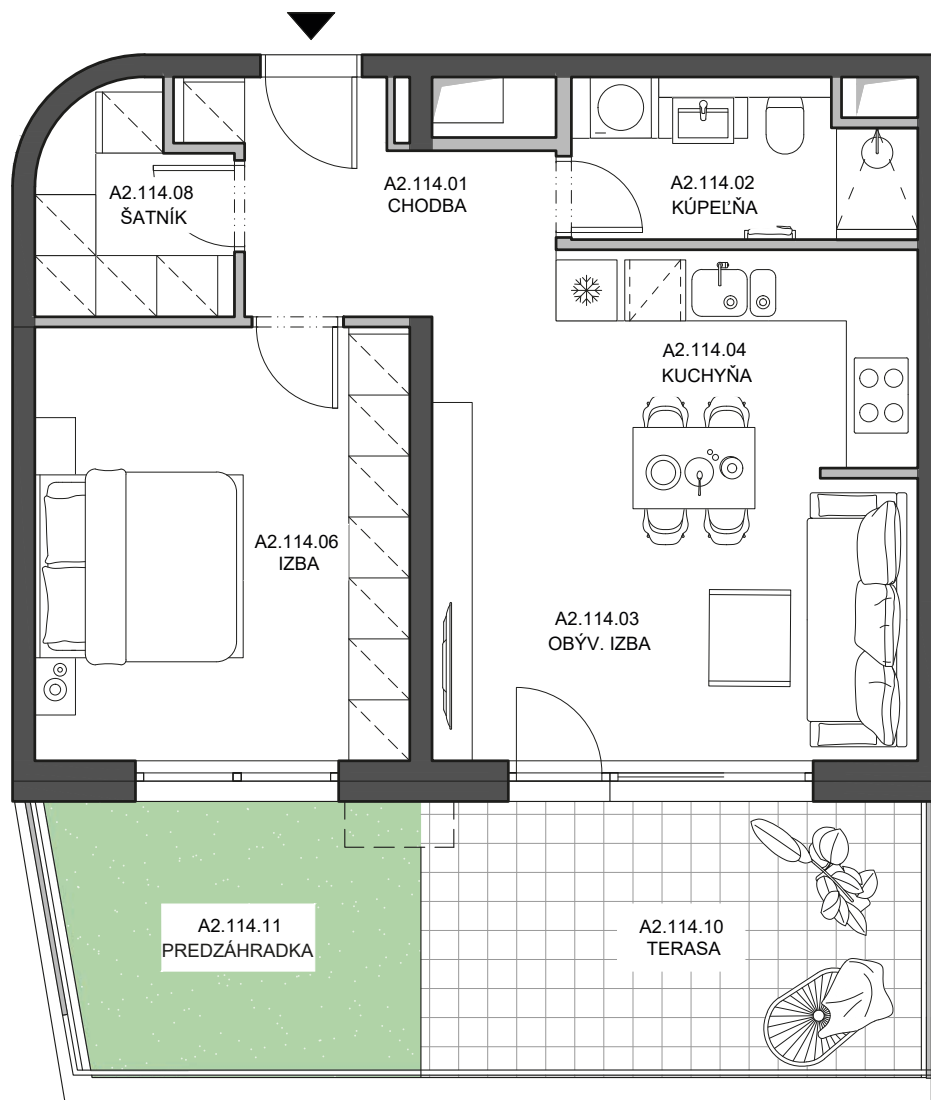 A2.114.08
ŠATNÍK
A2.114.01
CHODBA
A2.114.02
KÚPEĽŇA
A2.114.04
KUCHYŇA
A2.114.06
IZBA
A2.114.03
OBÝV. IZBA
A2.114.11
PREDZÁHRADKA
A2.114.10
TERASA